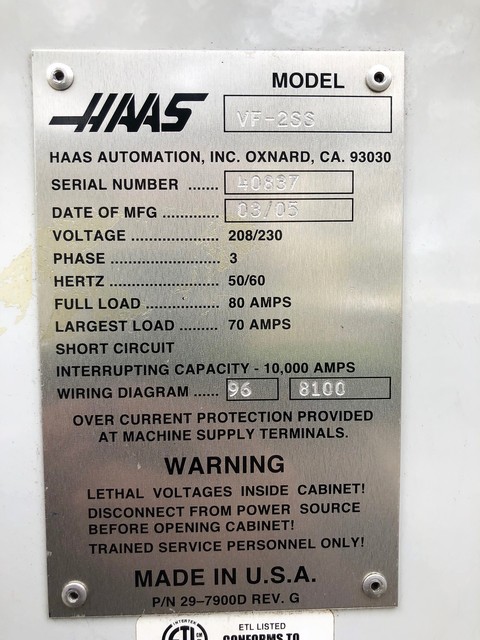 MODEL
HAAS VF-2SS
HAAS AUTOMATION, INC. OXNARD, CA. 93030
SERIAL NUMBER ....... 40837
DATE OF MFG ............. 03/05
VOLTAGE .................... 208/230
PHASE ......................... 3
HERTZ ......................... 50/60
FULL LOAD .................. 80 AMPS
LARGEST LOAD ......... 70 AMPS
SHORT CIRCUIT
INTERRUPTING CAPACITY - 10,000 AMPS
WIRING DIAGRAM ...... 96 8100
OVER CURRENT PROTECTION PROVIDED
AT MACHINE SUPPLY TERMINALS.
WARNING
LETHAL VOLTAGES INSIDE CABINET!
DISCONNECT FROM POWER SOURCE
BEFORE OPENING CABINET!
TRAINED SERVICE PERSONNEL ONLY!
MADE IN U.S.A.
P/N 29-7900D REV. G
ETL LISTED
CONFORMS TO